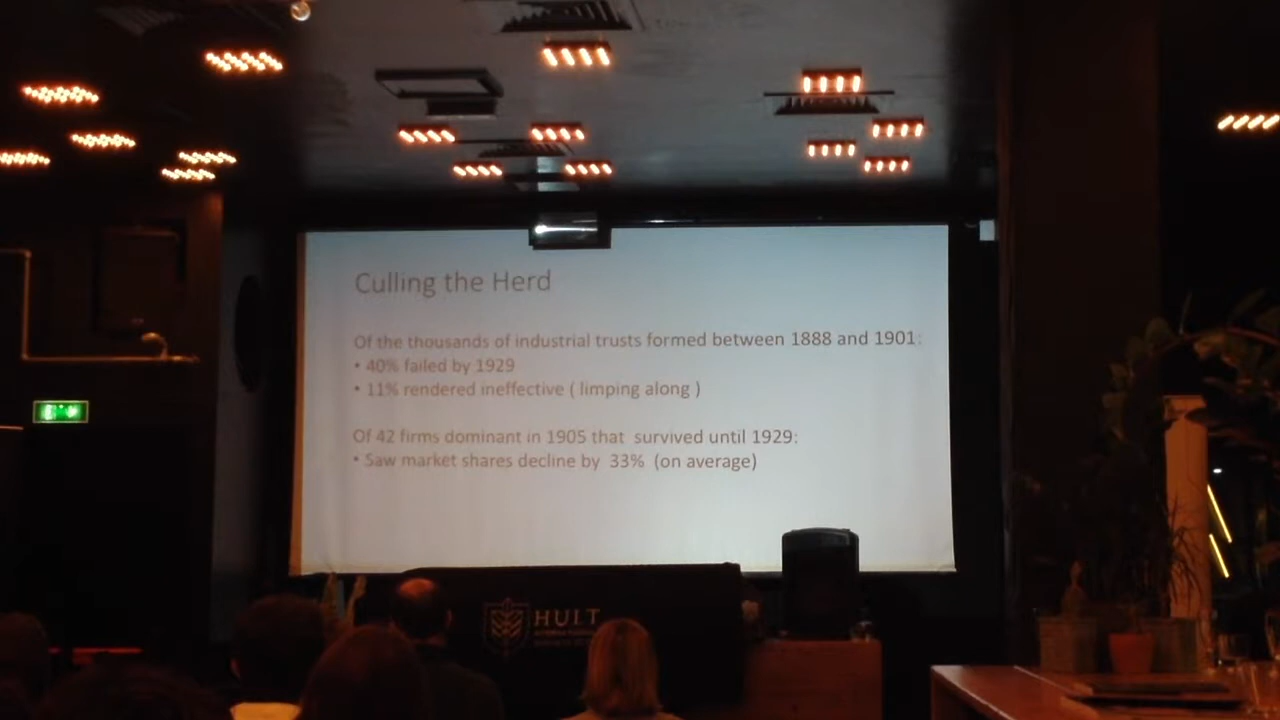 Culling the Herd
Of the thousands of industrial trusts formed between 1888 and 1901:
• 40% failed by 1929
• 11% rendered ineffective ( limping along )
Of 42 firms dominant in 1905 that survived until 1929:
• Saw market shares decline by 33% (on average)
HULT